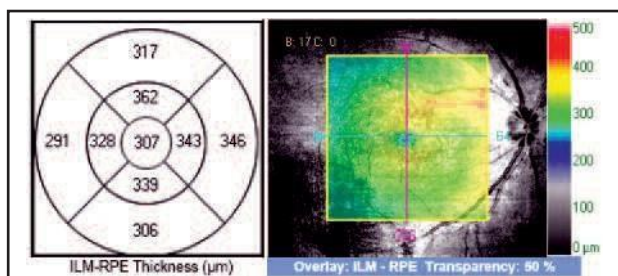 317
362
291 328 307 343 346
339
306
ILM-RPE Thickness (µm)
B: 17 C: 0
64
500
400
300
200
100
0 µm
Overlay: ILM - RPE Transparency: 50 %